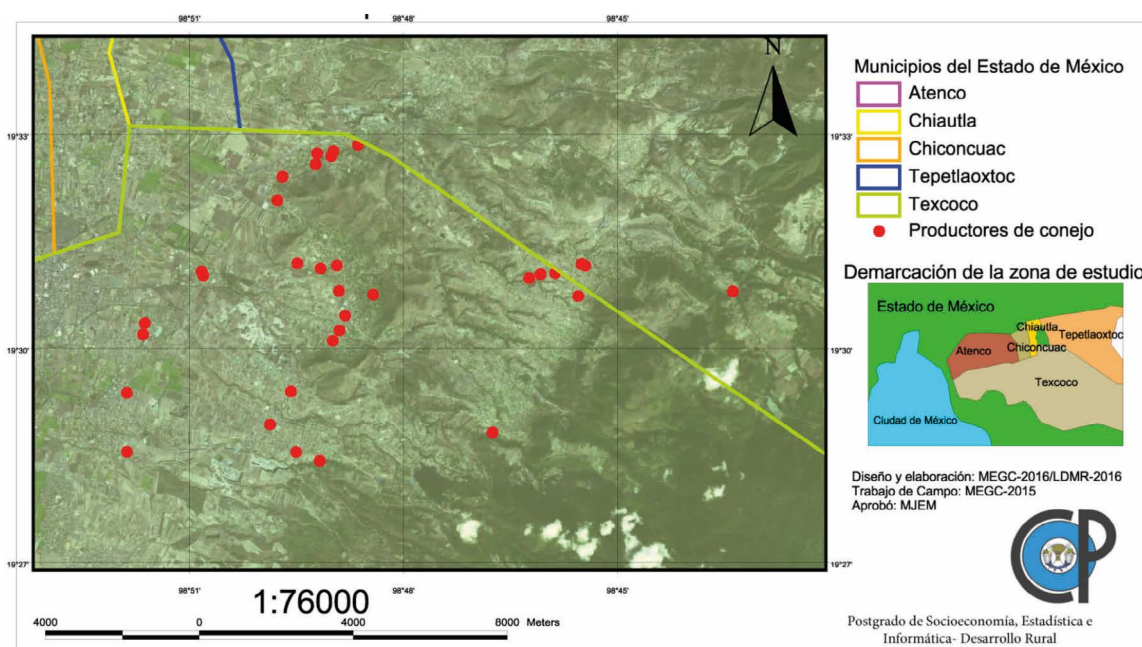 98°51'
98°48'
98°45'
N
19°33'
19°33'
19°30'
19°30'
19°27'
19°27'
98°51'
98°48'
98°45'
1:76000
4000
0
4000
8000
Meters
Municipios del Estado de México
Atenco
Chiautla
Chiconcuac
Tepetlaoxtoc
Texcoco
Productores de conejo
Demarcación de la zona de estudio
Estado de México
Chiautla
Tepetlaoxtoc
Atenco
Chiconcuac
Texcoco
Ciudad de México
Diseño y elaboración: MEGC-2016/LDMR-2016
Trabajo de Campo: MEGC-2015
Aprobó: MJEM
CP
Postgrado de Socioeconomía, Estadística e
Informática- Desarrollo Rural